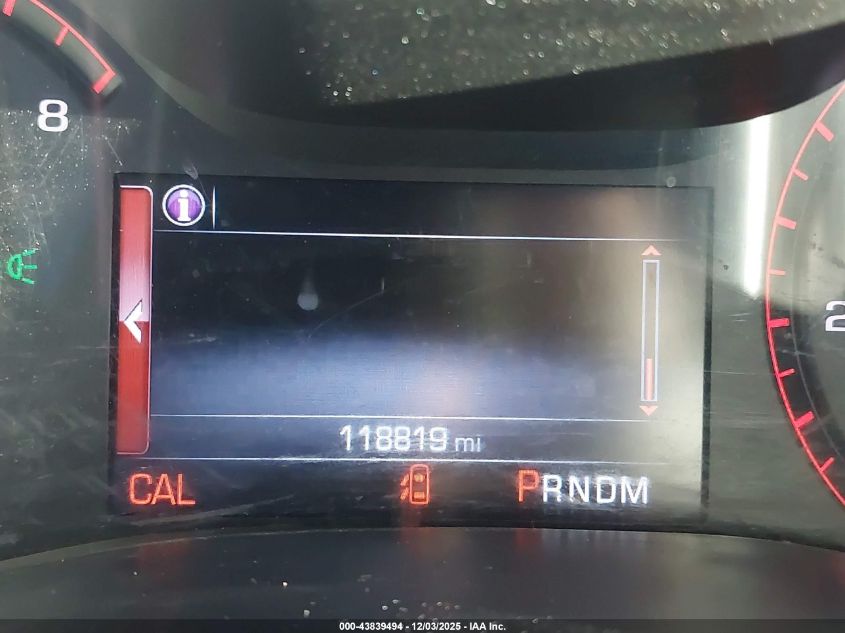 8
i
2
118819 mi
CAL PRNDM
000-43839494 - 12/03/2025 - IAA Inc.